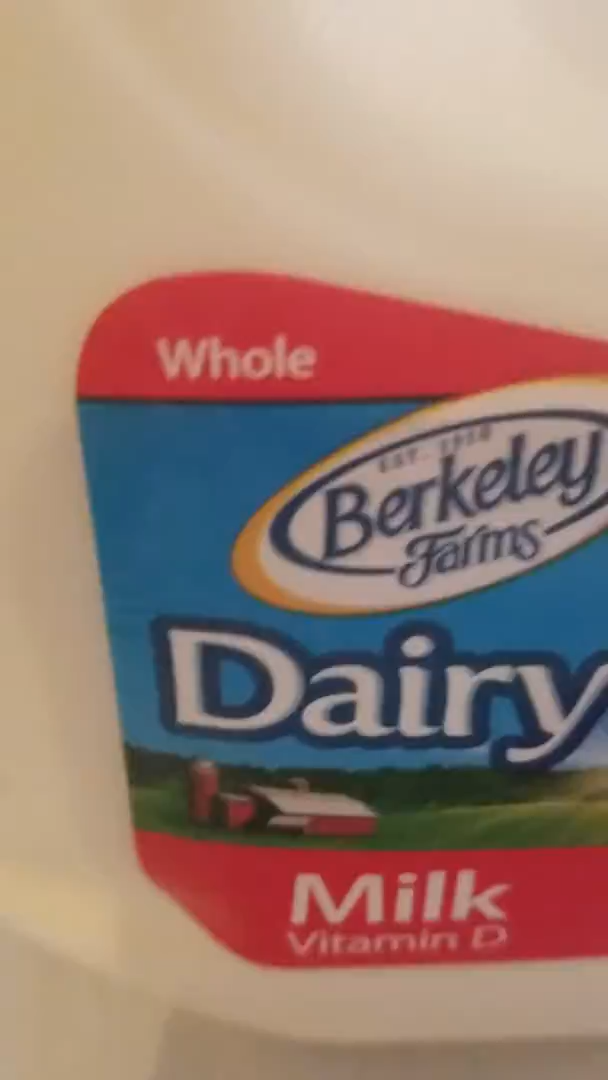 Whole
EST. 1910
Berkeley
Farms
Dairy
Milk
Vitamin D